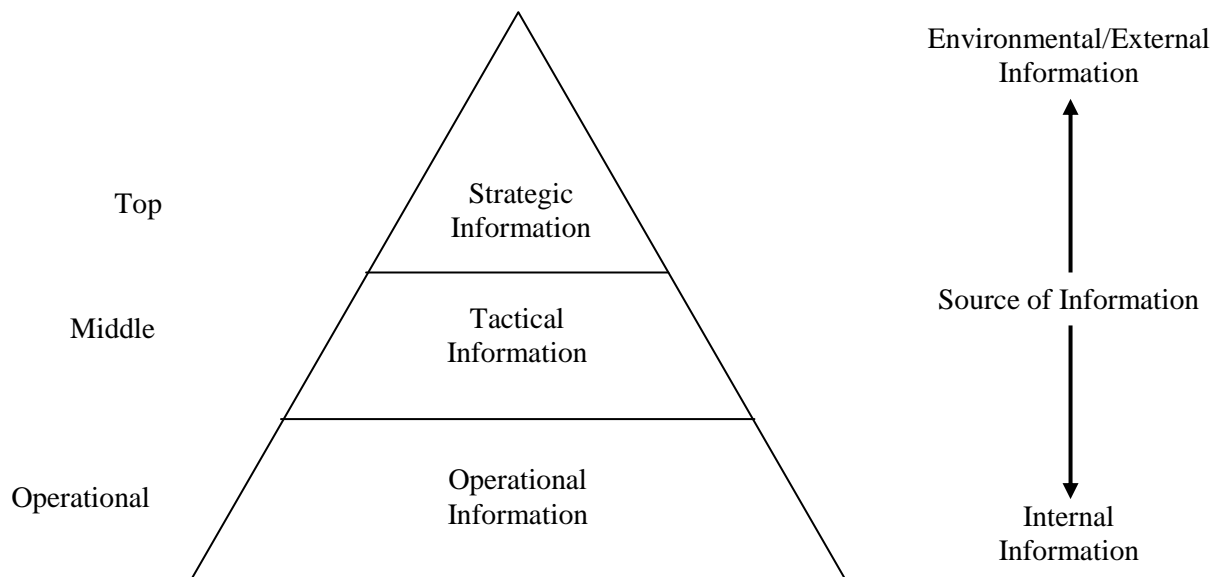 Environmental/External
Information
Top
Strategic
Information
Middle
Tactical
Information
Source of Information
Operational
Operational
Information
Internal
Information